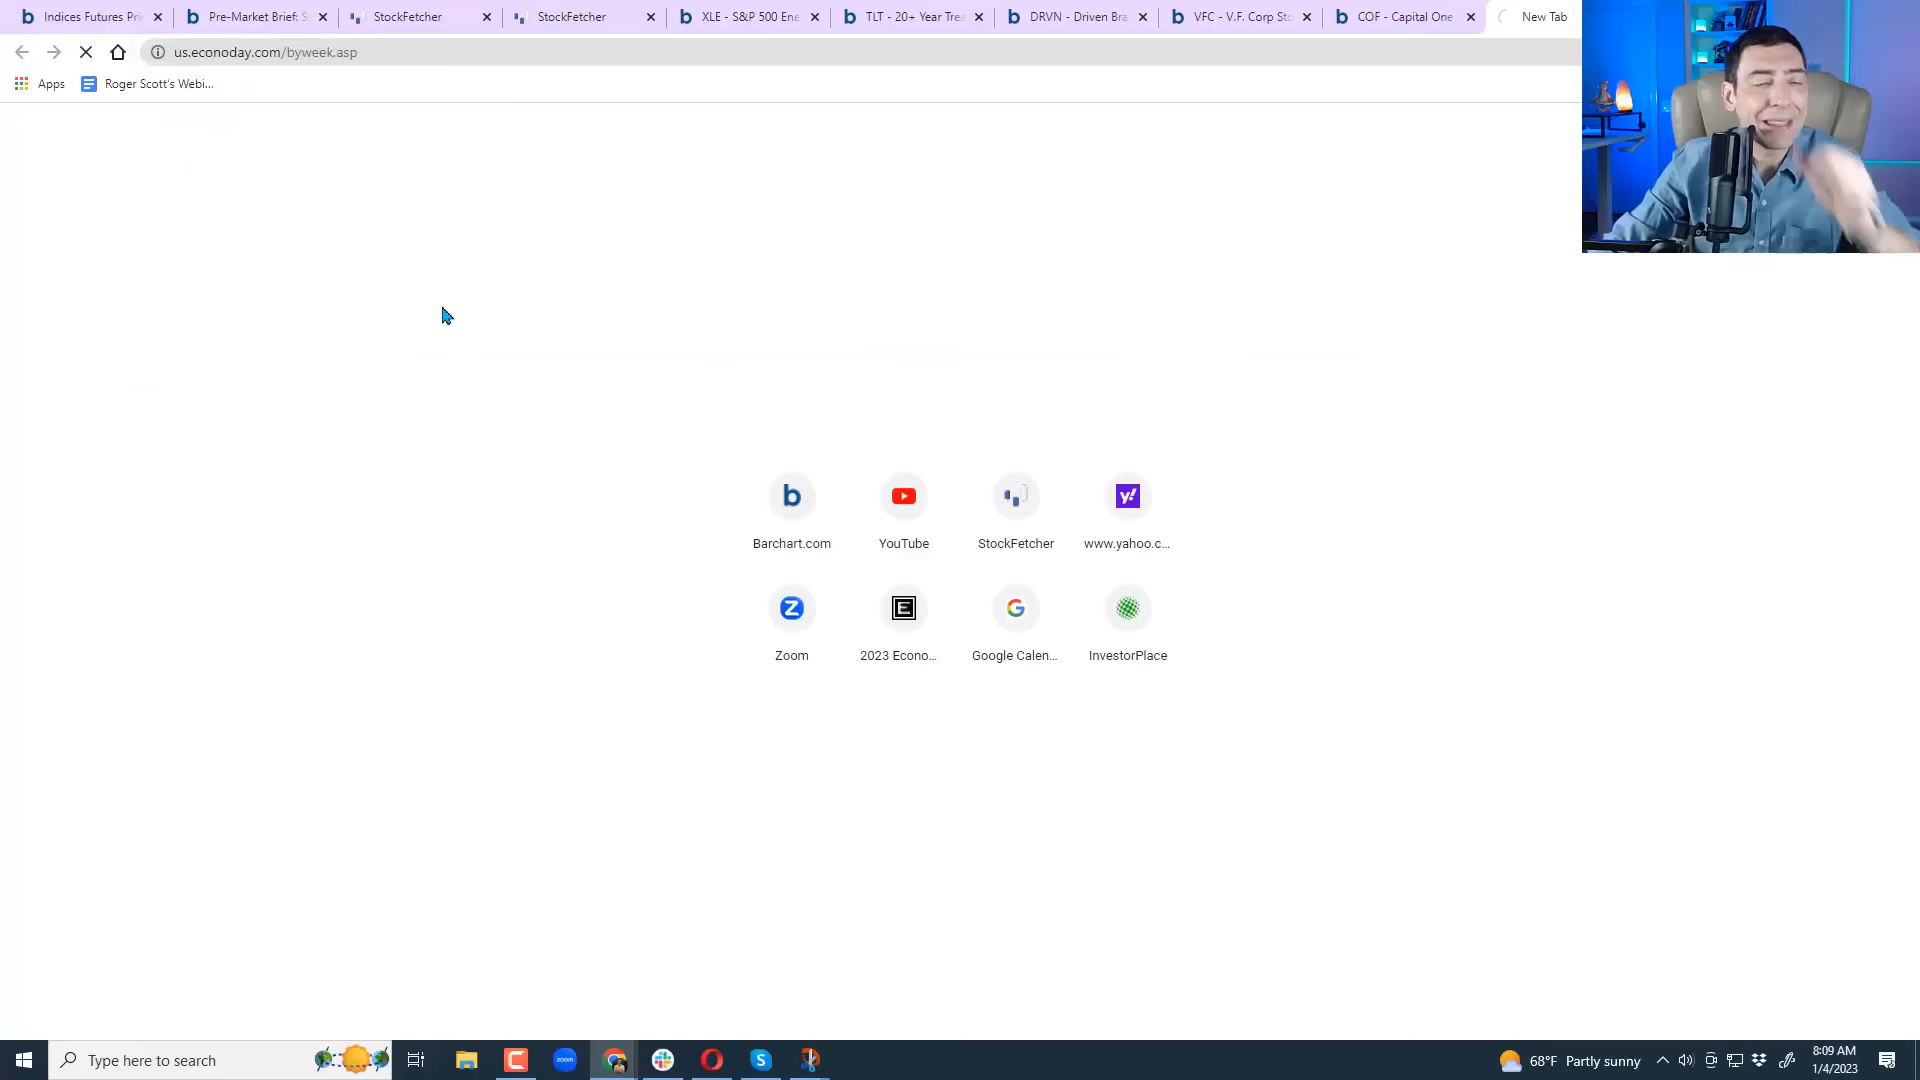 Indices Futures Pri
Pre-Market Brief: S
StockFetcher
StockFetcher
XLE - S&P 500 Ene
TLT - 20+ Year Trea
DRVN - Driven Bra
VFC - V.F. Corp Sto
COF - Capital One
New Tab
us.econoday.com/byweek.asp
Apps
Roger Scott's Webi...
Barchart.com
YouTube
StockFetcher
www.yahoo.c...
Zoom
2023 Econo...
Google Calen...
InvestorPlace
Type here to search
zoom
68°F Partly sunny
8:09 AM
1/4/2023